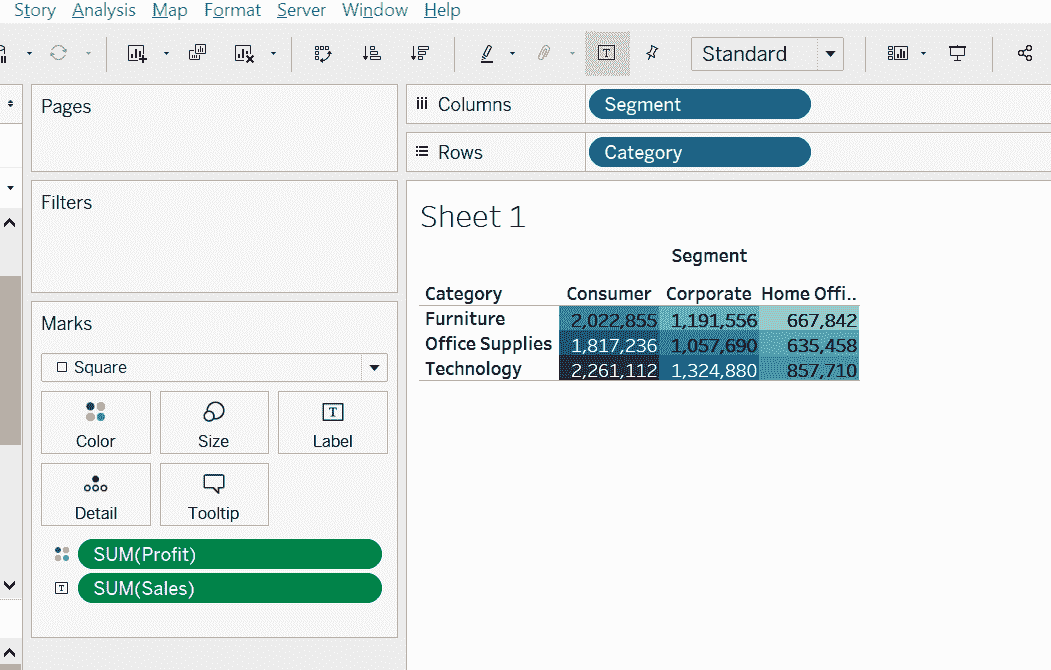 Story Analysis Map Format Server Window Help
Standard
Pages
Columns Segment
Rows Category
Filters
Sheet 1
Segment
Category Consumer Corporate Home Offi..
Furniture 2,022,855 1,191,556 667,842
Office Supplies 1,817,236 1,057,690 635,458
Technology 2,261,112 1,324,880 857,710
Marks
Square
Color Size Label
Detail Tooltip
SUM(Profit)
SUM(Sales)